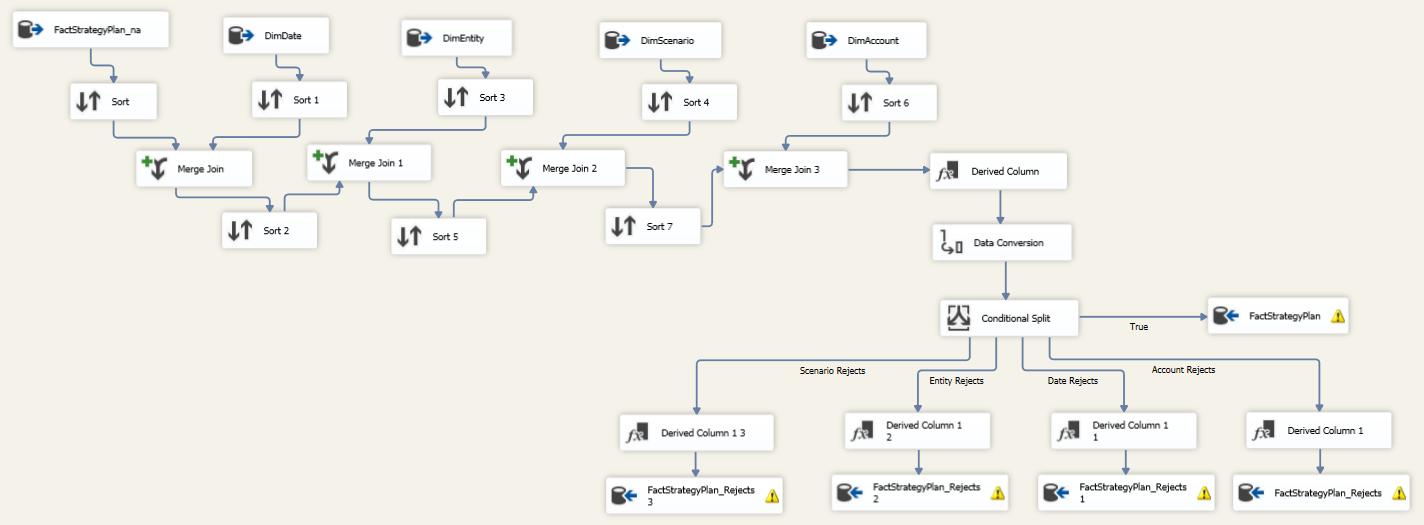 FactStrategyPlan_na
DimDate
DimEntity
DimScenario
DimAccount
Sort
Sort 1
Sort 3
Sort 4
Sort 6
Merge Join
Merge Join 1
Merge Join 2
Merge Join 3
Derived Column
Sort 2
Sort 5
Sort 7
Data Conversion
Conditional Split
True
FactStrategyPlan
Scenario Rejects
Entity Rejects
Date Rejects
Account Rejects
Derived Column 1 3
Derived Column 1
2
Derived Column 1
1
Derived Column 1
FactStrategyPlan_Rejects
3
FactStrategyPlan_Rejects
2
FactStrategyPlan_Rejects
1
FactStrategyPlan_Rejects